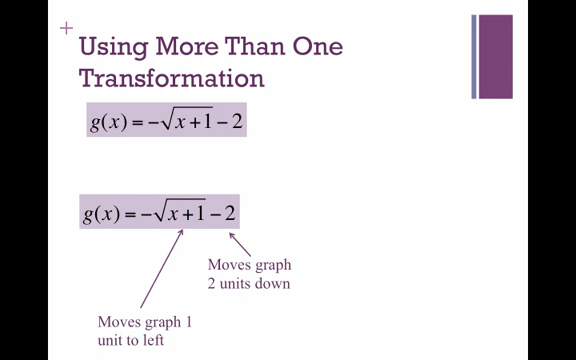 +
Using More Than One
Transformation
g(x) = −√(x+1) − 2
g(x) = −√(x+1) − 2
Moves graph
2 units down
Moves graph 1
unit to left